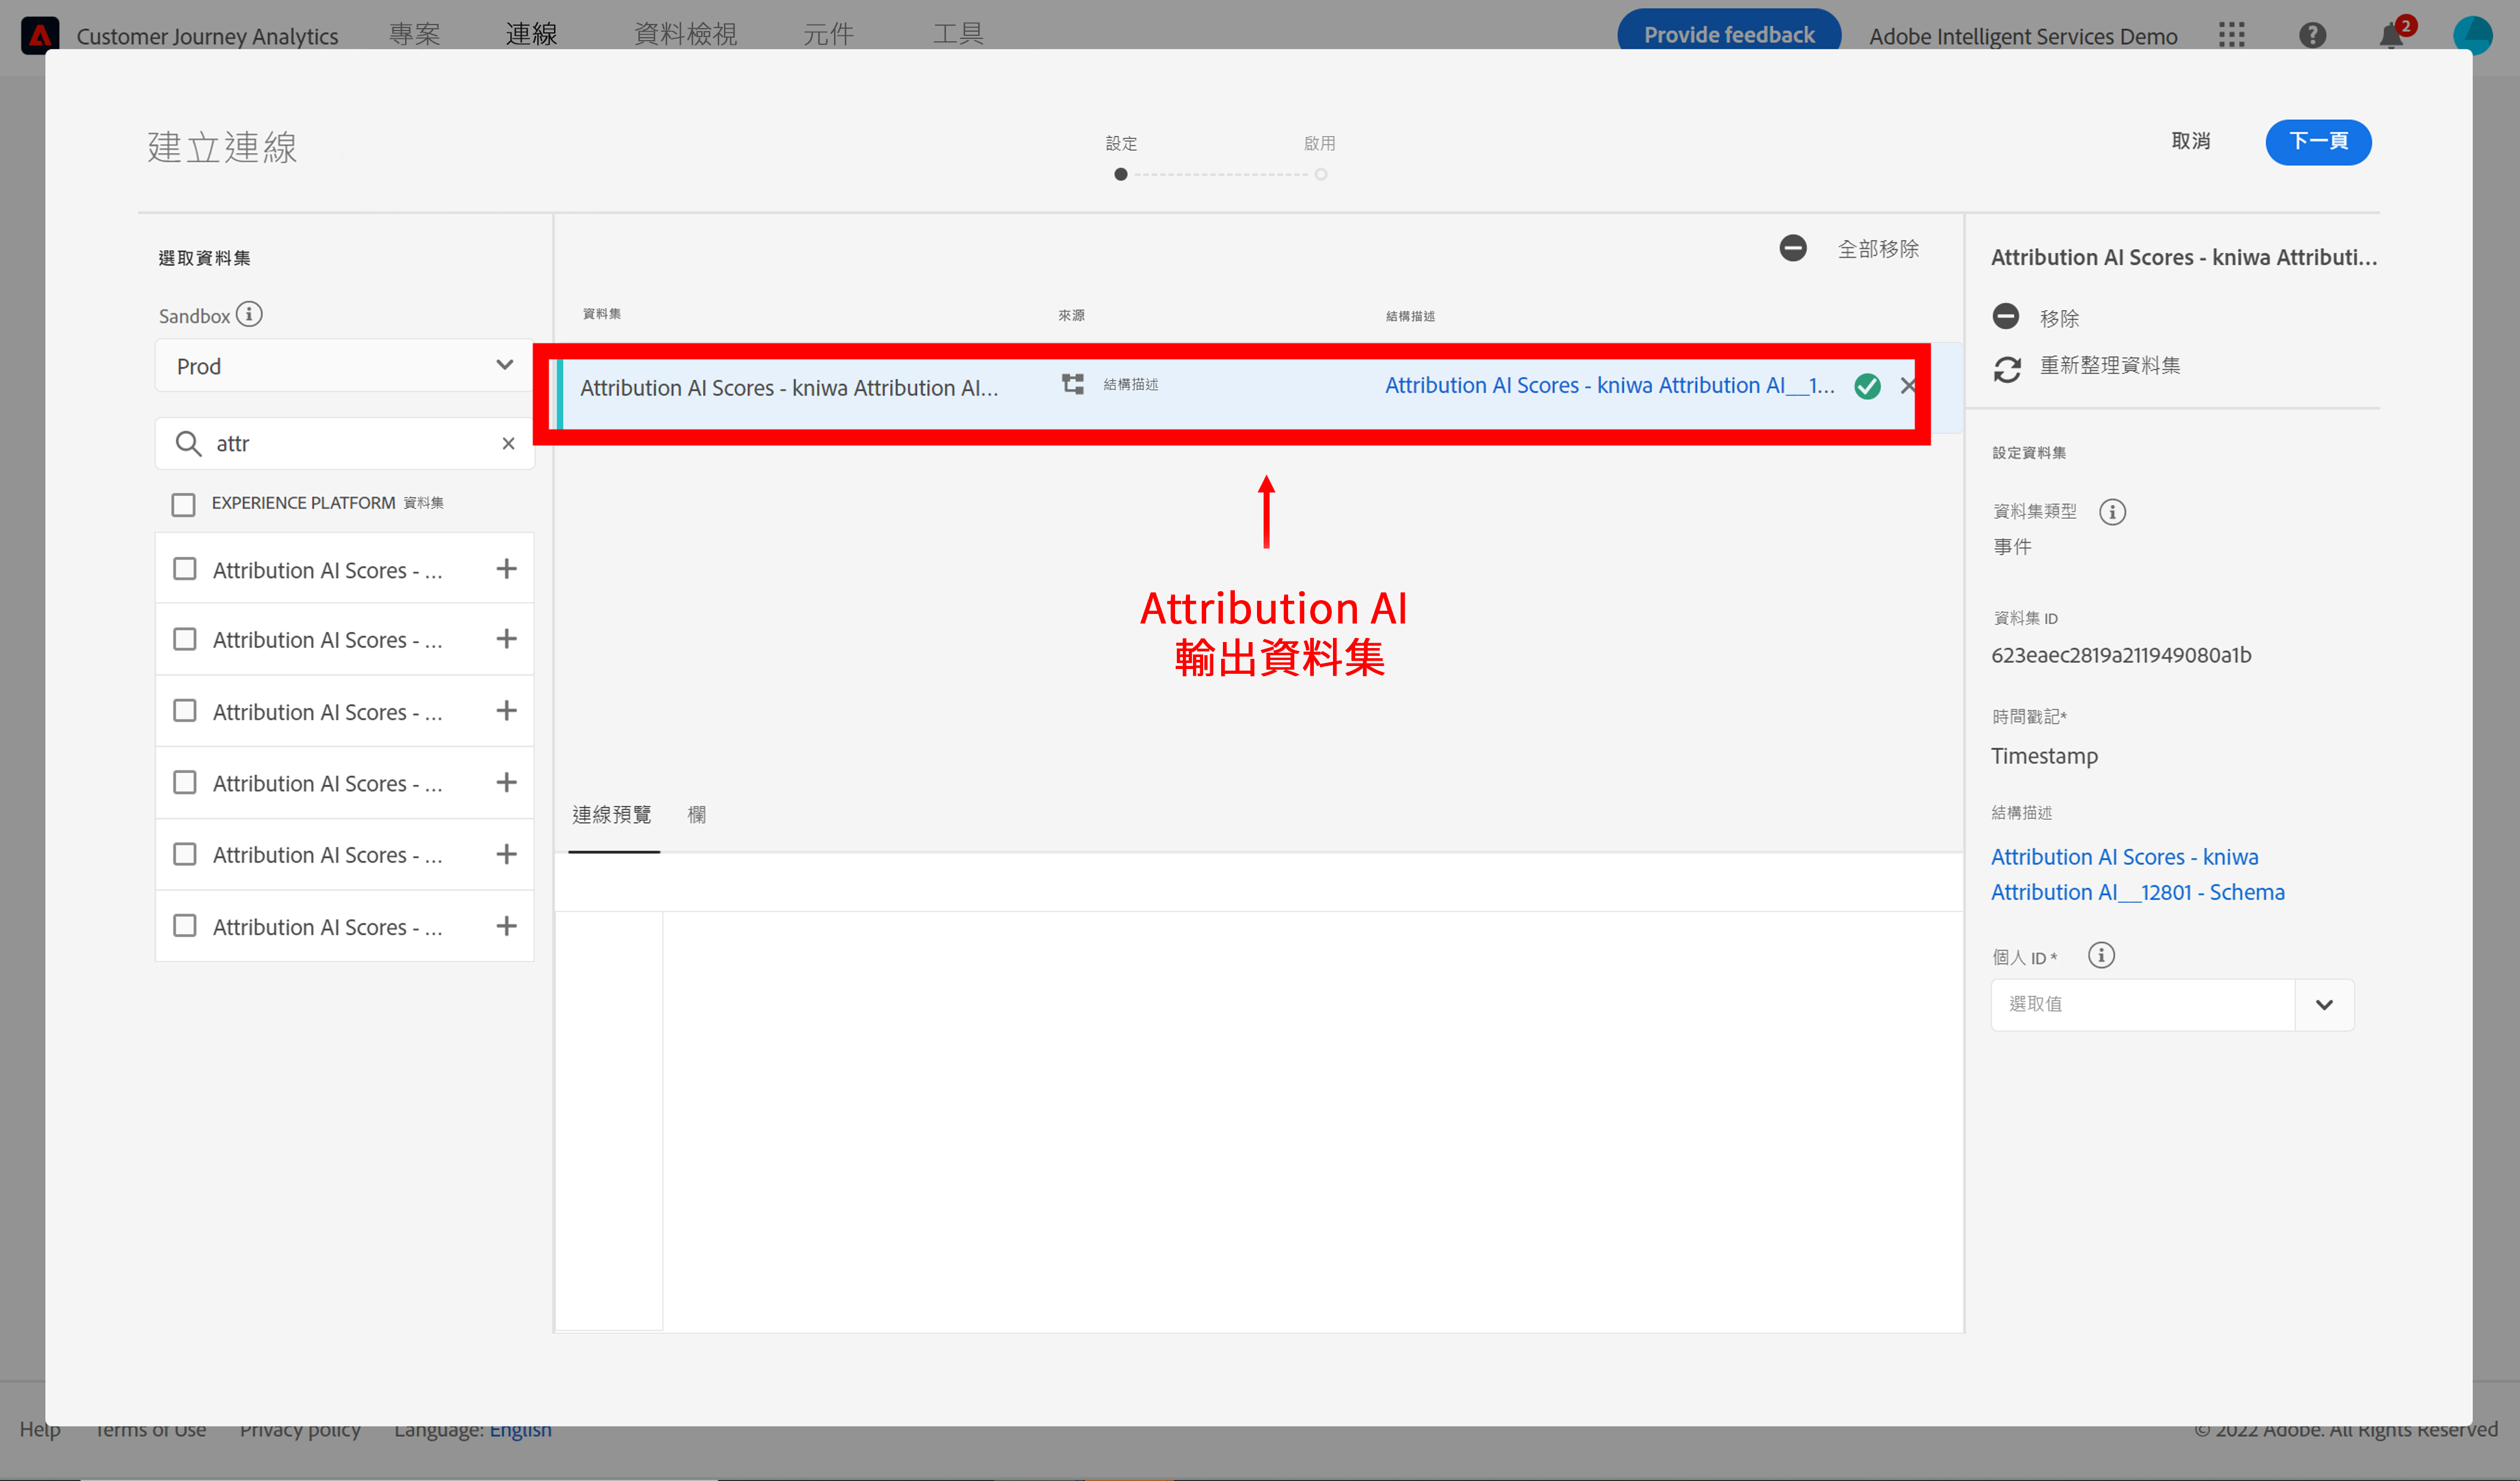 Customer Journey Analytics 專案 連線 資料檢視 元件 工具 Provide feedback Adobe Intelligent Services Demo 2
建立連線
設定 啟用
取消 下一頁
選取資料集
Sandbox
Prod
attr
EXPERIENCE PLATFORM 資料集
Attribution AI Scores - ...
Attribution AI Scores - ...
Attribution AI Scores - ...
Attribution AI Scores - ...
Attribution AI Scores - ...
Attribution AI Scores - ...
全部移除
資料集 來源 結構描述
Attribution AI Scores - kniwa Attribution AI... 結構描述 Attribution AI Scores - kniwa Attribution AI__1...
Attribution AI
輸出資料集
連線預覽 欄
Attribution AI Scores - kniwa Attributi...
移除
重新整理資料集
設定資料集
資料集類型
事件
資料集 ID
623eaec2819a211949080a1b
時間戳記*
Timestamp
結構描述
Attribution AI Scores - kniwa
Attribution AI__12801 - Schema
個人 ID *
選取值
Help Terms of Use Privacy policy Language: English © 2022 Adobe. All Rights Reserved